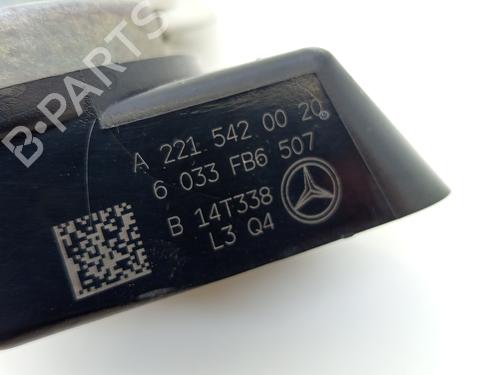 B-PARTS
A 221 542 00 20
6 033 FB6 507
B 14T338
L3 Q4